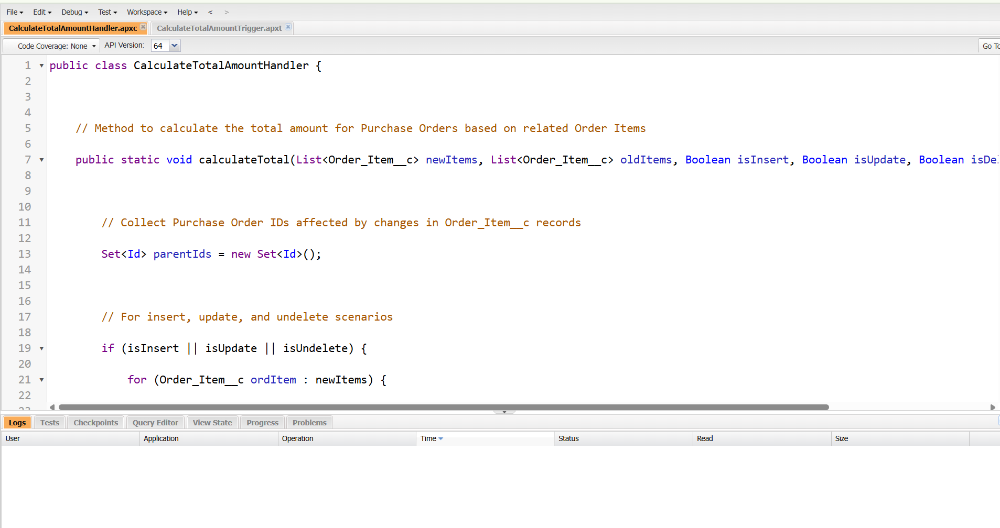 File Edit Debug Test Workspace Help < >
CalculateTotalAmountHandler.apxc CalculateTotalAmountTrigger.apxt
Code Coverage: None API Version: 64 Go To
1 public class CalculateTotalAmountHandler {
2
3
4
5 // Method to calculate the total amount for Purchase Orders based on related Order Items
6
7 public static void calculateTotal(List<Order_Item__c> newItems, List<Order_Item__c> oldItems, Boolean isInsert, Boolean isUpdate, Boolean isDel
8
9
10
11 // Collect Purchase Order IDs affected by changes in Order_Item__c records
12
13 Set<Id> parentIds = new Set<Id>();
14
15
16
17 // For insert, update, and undelete scenarios
18
19 if (isInsert || isUpdate || isUndelete) {
20
21 for (Order_Item__c ordItem : newItems) {
22
23
Logs Tests Checkpoints Query Editor View State Progress Problems
User Application Operation Time Status Read Size